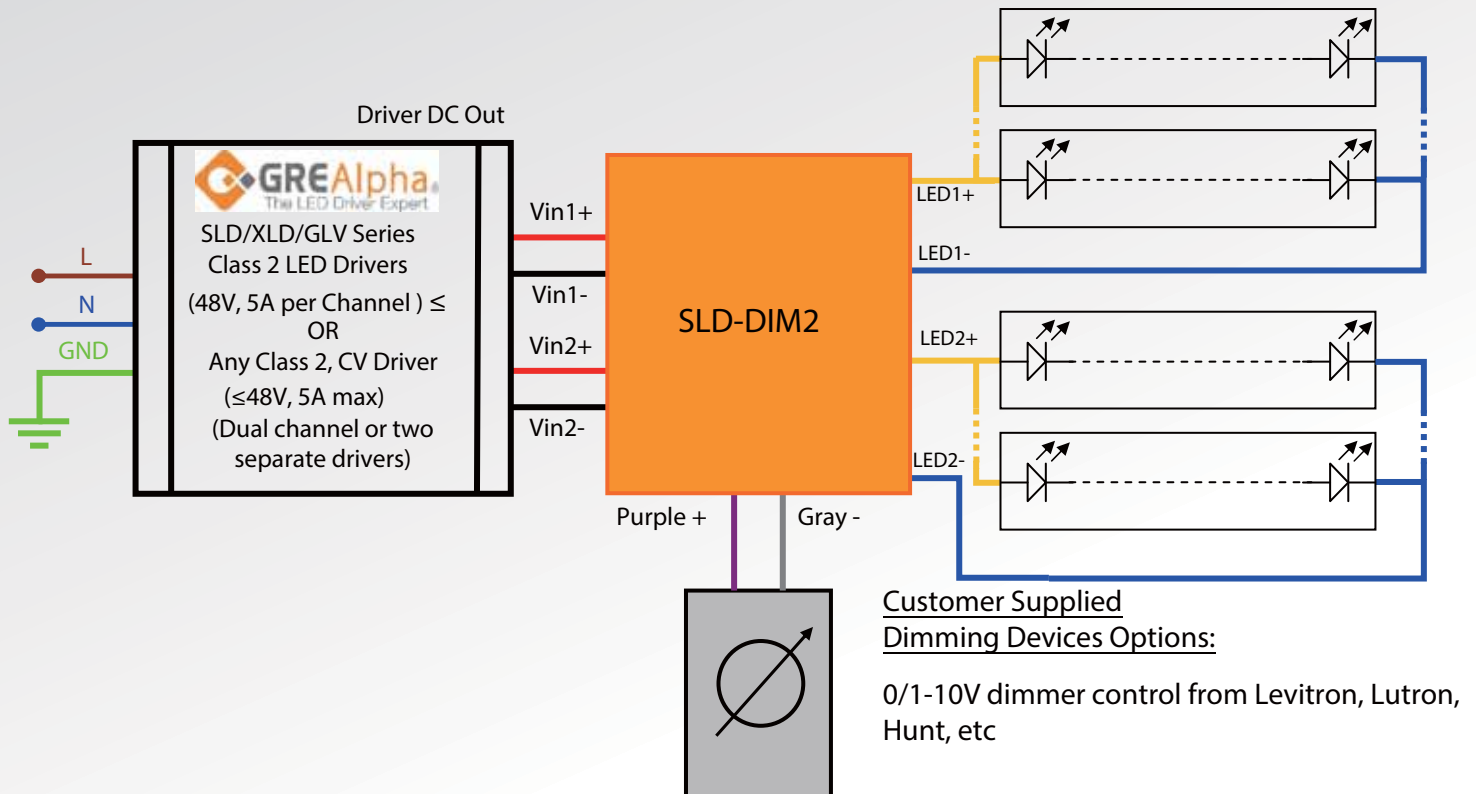 Driver DC Out
GREAlpha®
The LED Driver Expert
SLD/XLD/GLV Series
Class 2 LED Drivers
(48V, 5A per Channel ) ≤
OR
Any Class 2, CV Driver
(≤48V, 5A max)
(Dual channel or two
separate drivers)
L
N
GND
Vin1+
Vin1-
Vin2+
Vin2-
SLD-DIM2
LED1+
LED1-
LED2+
LED2-
Purple +
Gray -
Customer Supplied
Dimming Devices Options:
0/1-10V dimmer control from Levitron, Lutron,
Hunt, etc